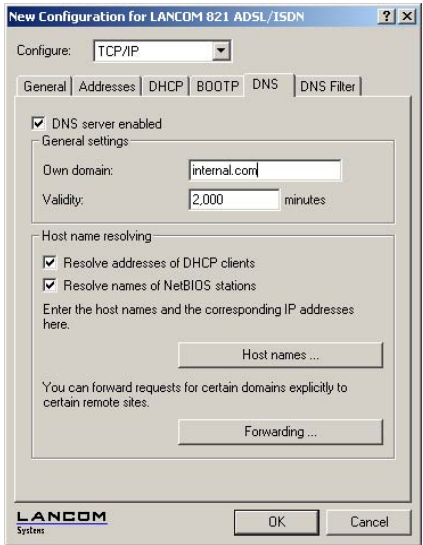 New Configuration for LANCOM 821 ADSL/ISDN
Configure: TCP/IP
General Addresses DHCP BOOTP DNS DNS Filter
DNS server enabled
General settings
Own domain: internal.com
Validity: 2,000 minutes
Host name resolving
Resolve addresses of DHCP clients
Resolve names of NetBIOS stations
Enter the host names and the corresponding IP addresses
here.
Host names ...
You can forward requests for certain domains explicitly to
certain remote sites.
Forwarding ...
LANCOM
Systems
OK Cancel